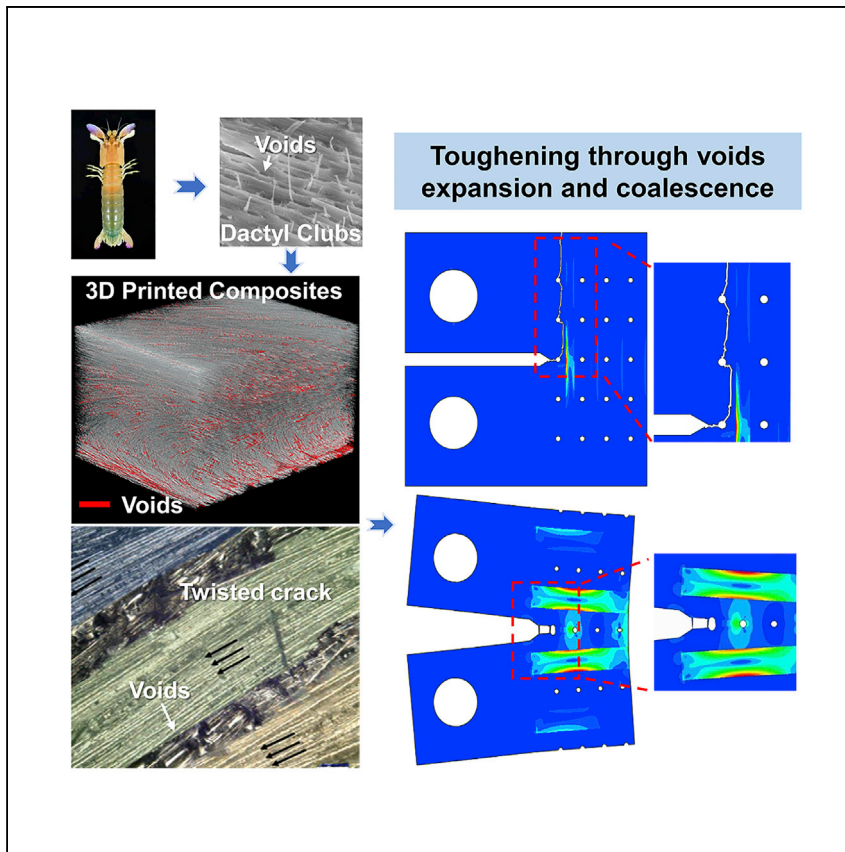 Voids
Dactyl Clubs
3D Printed Composites
Voids
Twisted crack
Voids
Toughening through voids
expansion and coalescence